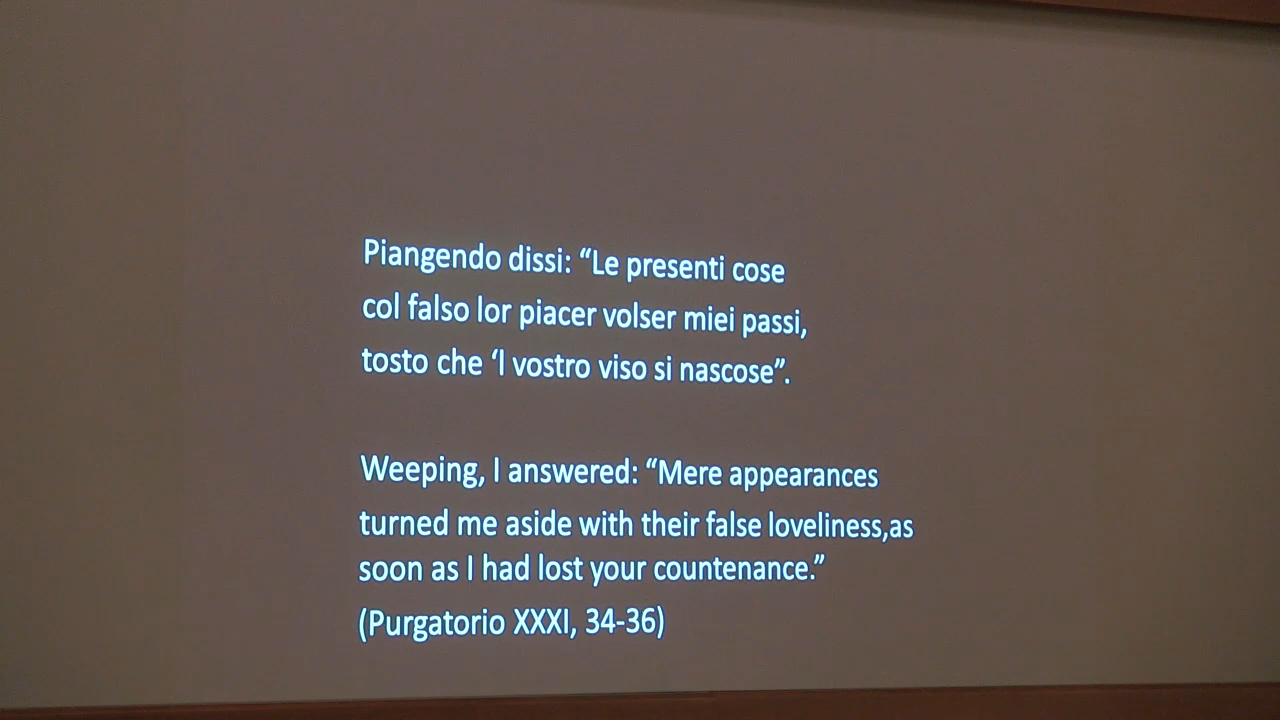 Piangendo dissi: “Le presenti cose
col falso lor piacer volser miei passi,
tosto che ‘l vostro viso si nascose”.
Weeping, I answered: “Mere appearances
turned me aside with their false loveliness,as
soon as I had lost your countenance.”
(Purgatorio XXXI, 34-36)